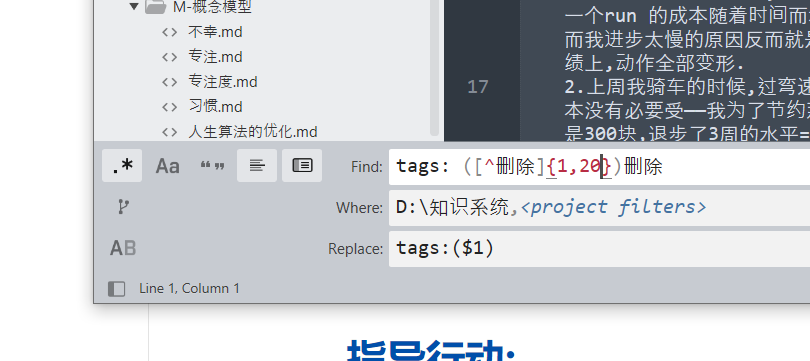 M-概念模型
不幸.md
专注.md
专注度.md
习惯.md
人生算法的优化.md
一个run 的成本随着时间而
而我进步太慢的原因反而就
绩上,动作全部变形.
17
2.上周我骑车的时候,过弯速
本没有必要受——我为了节约
是300块,退步了3周的水平=
.* Aa “” Find: tags: ([^删除]{1,20})删除
Where: D:\知识系统,<project filters>
AB Replace: tags:($1)
Line 1, Column 1
指导行动: